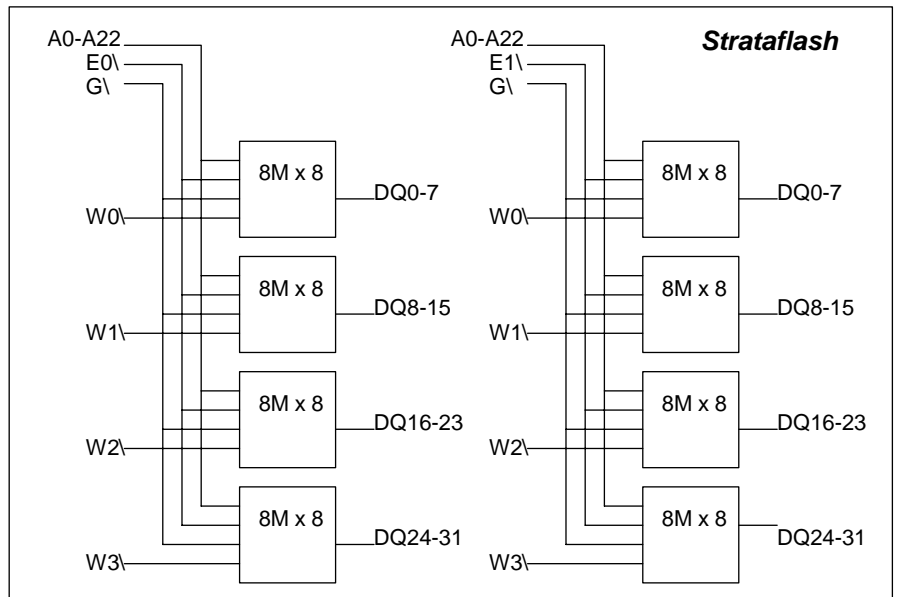 Strataflash
A0-A22
E0\
G\
8M x 8
DQ0-7
W0\
8M x 8
DQ8-15
W1\
8M x 8
DQ16-23
W2\
8M x 8
DQ24-31
W3\
A0-A22
E1\
G\
8M x 8
DQ0-7
W0\
8M x 8
DQ8-15
W1\
8M x 8
DQ16-23
W2\
8M x 8
DQ24-31
W3\